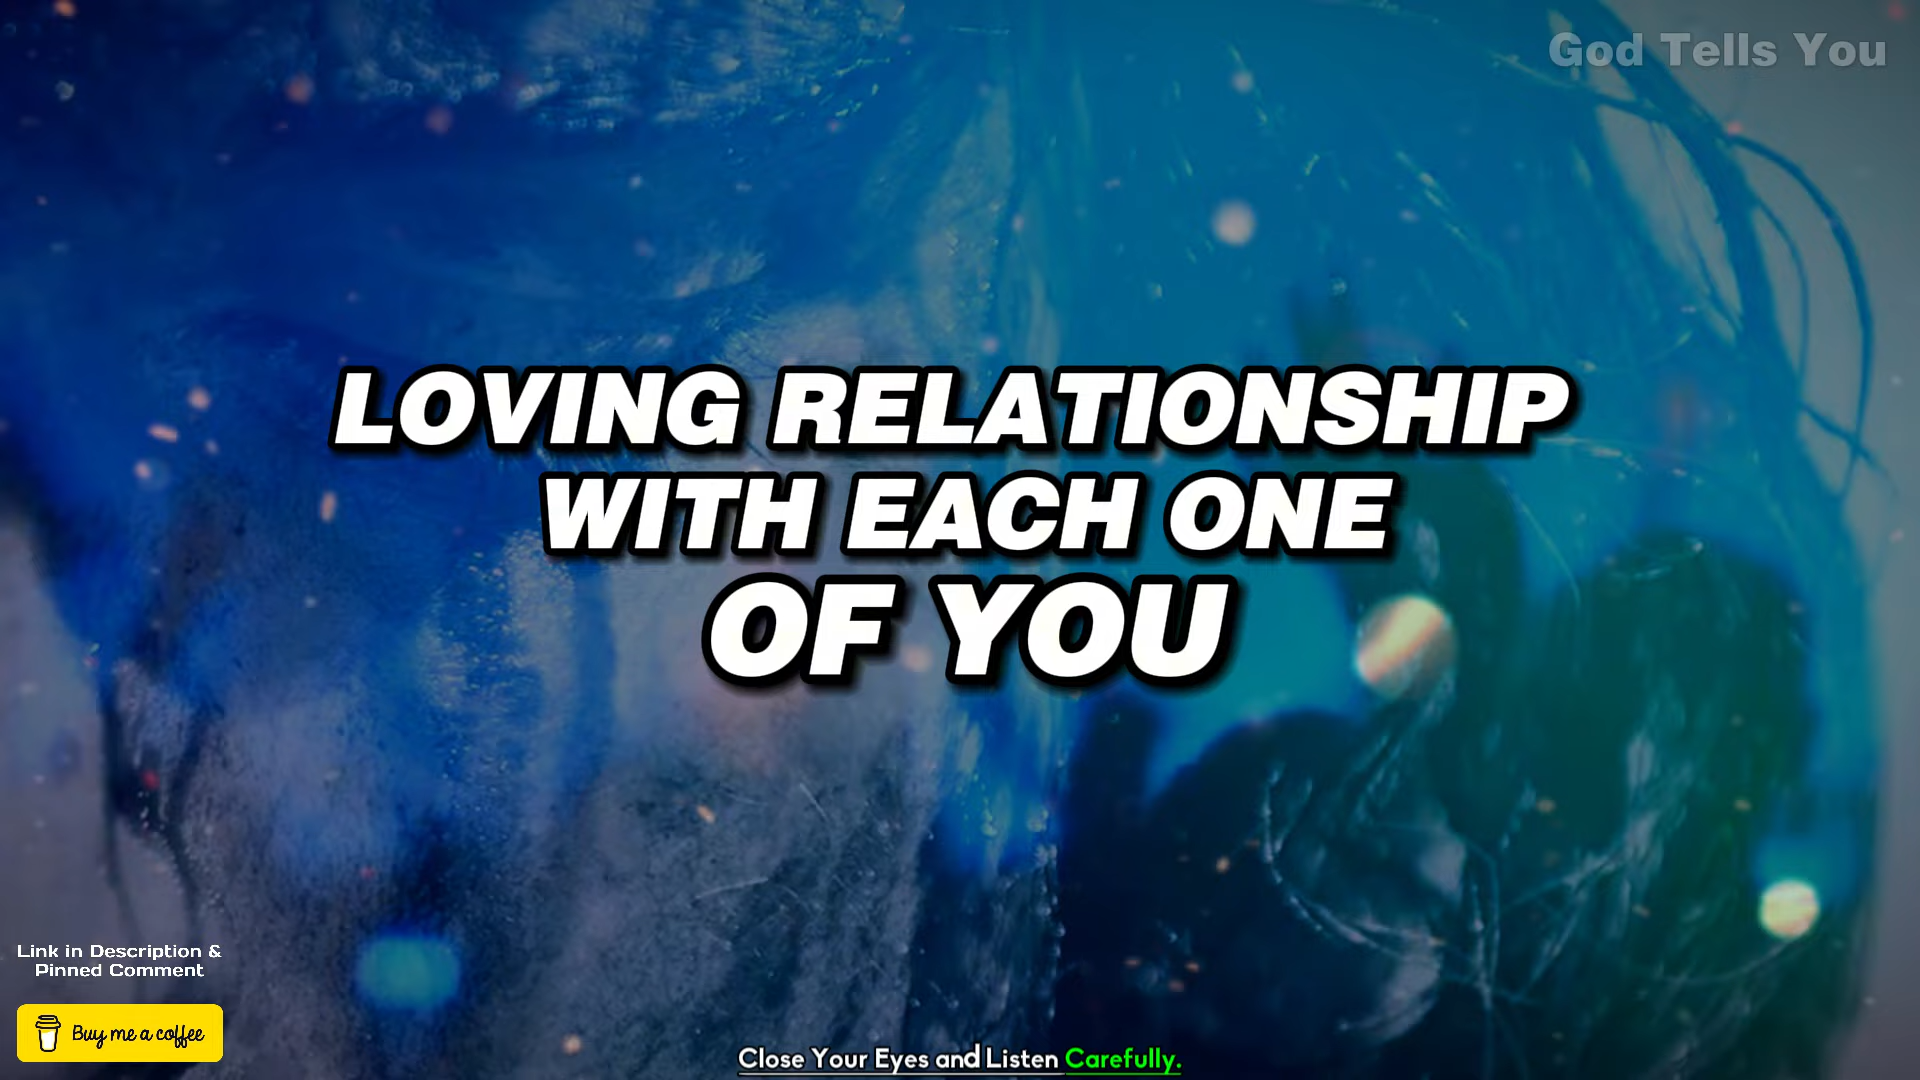 God Tells You
LOVING RELATIONSHIP
WITH EACH ONE
OF YOU
Link in Description &
Pinned Comment
Buy me a coffee
Close Your Eyes and Listen Carefully.